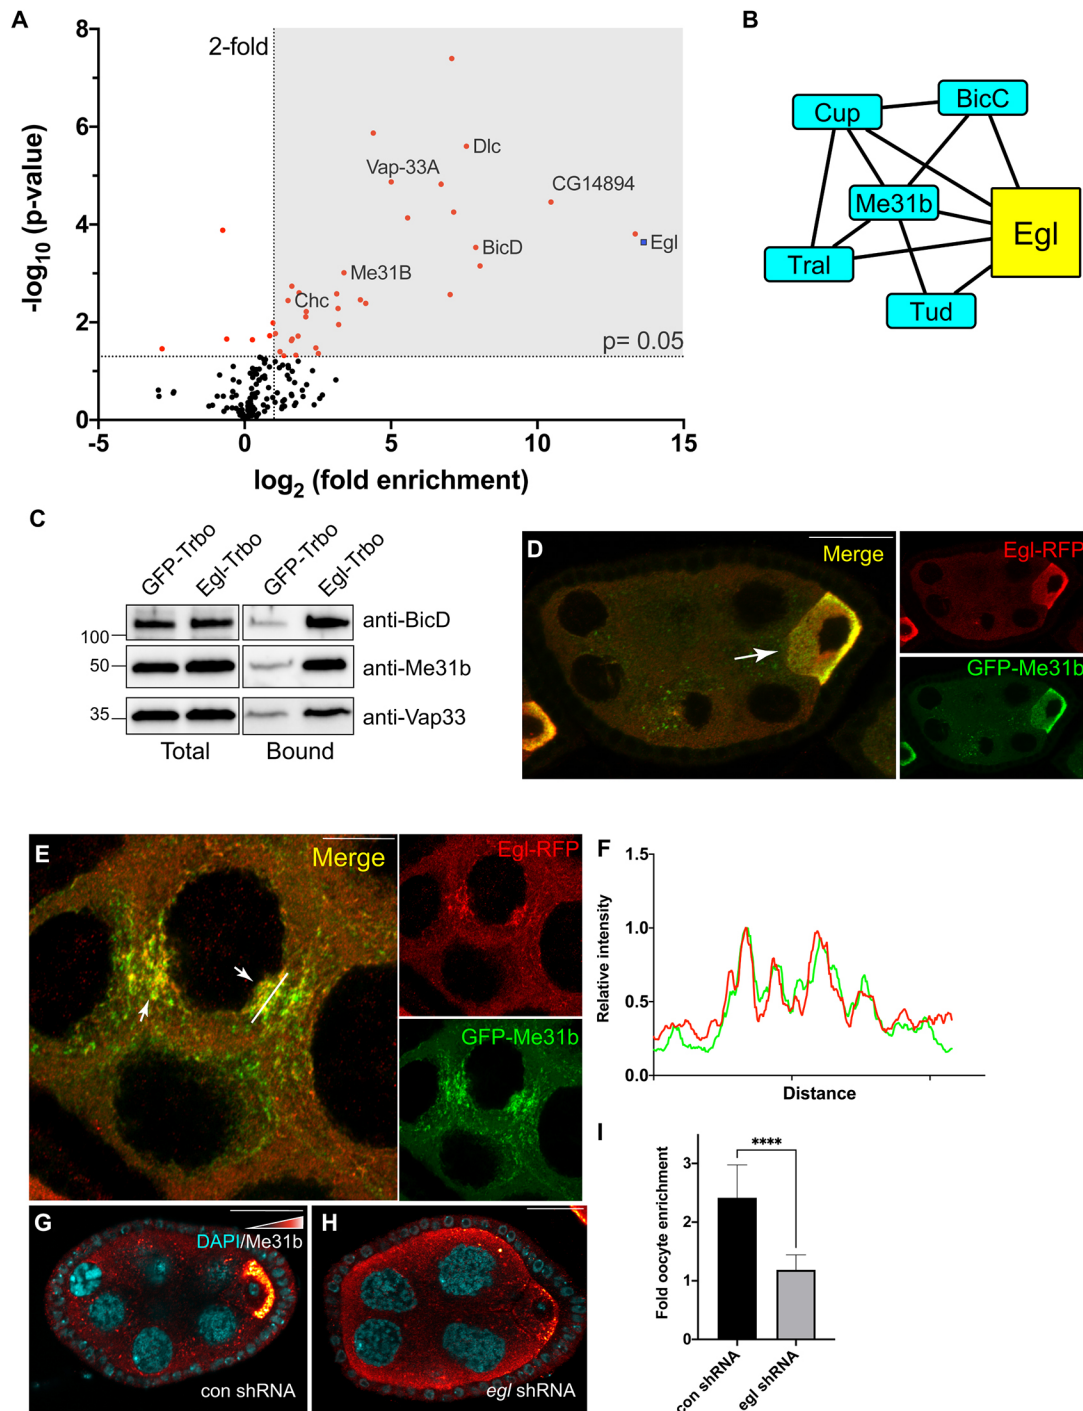 A
8
6
4
2
0
-log10 (p-value)
2-fold
Dlc
Vap-33A
CG14894
Egl
BicD
Me31B
Chc
p= 0.05
-5
0
5
10
15
log2 (fold enrichment)
B
Cup
BicC
Me31b
Egl
Tral
Tud
C
GFP-Trbo
Egl-Trbo
GFP-Trbo
Egl-Trbo
100
anti-BicD
50
anti-Me31b
35
anti-Vap33
Total
Bound
D
Merge
Egl-RFP
GFP-Me31b
E
Merge
Egl-RFP
GFP-Me31b
F
1.5
1.0
0.5
0.0
Relative intensity
Distance
G
DAPI/Me31b
con shRNA
H
egl shRNA
I
****
3
2
1
0
Fold oocyte enrichment
con shRNA
egl shRNA